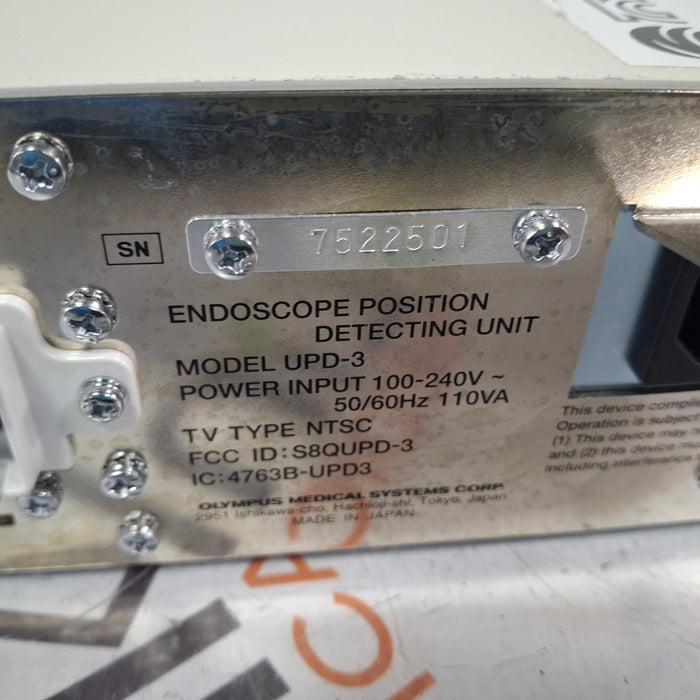 SN
7522501
ENDOSCOPE POSITION
DETECTING UNIT
MODEL UPD-3
POWER INPUT 100-240V ~
50/60Hz 110VA
TV TYPE NTSC
FCC ID: S8QUPD-3
IC: 4763B-UPD3
OLYMPUS MEDICAL SYSTEMS CORP.
2951 Ishikawa-cho, Hachioji-shi, Tokyo, Japan
MADE IN JAPAN
This device complies
Operation is subject
(1) This device may
and (2) this device
including interference